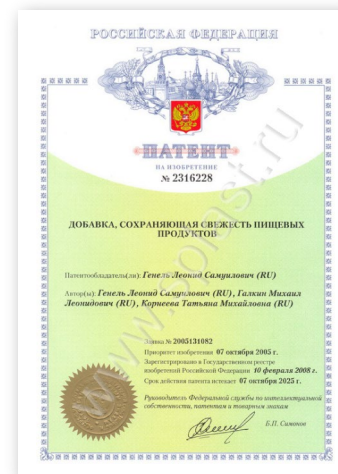 РОССИЙСКАЯ ФЕДЕРАЦИЯ
ПАТЕНТ
НА ИЗОБРЕТЕНИЕ
№ 2316228
ДОБАВКА, СОХРАНЯЮЩАЯ СВЕЖЕСТЬ ПИЩЕВЫХ
ПРОДУКТОВ
Патентообладатель(ли): Генель Леонид Самуилович (RU)
Автор(ы): Генель Леонид Самуилович (RU), Галкин Михаил
Леонидович (RU), Корнеева Татьяна Михайловна (RU)
Заявка № 2005131082
Приоритет изобретения 07 октября 2005 г.
Зарегистрировано в Государственном реестре
изобретений Российской Федерации 10 февраля 2008 г.
Срок действия патента истекает 07 октября 2025 г.
Руководитель Федеральной службы по интеллектуальной
собственности, патентам и товарным знакам
Б.П. Симонов
www.splast.ru